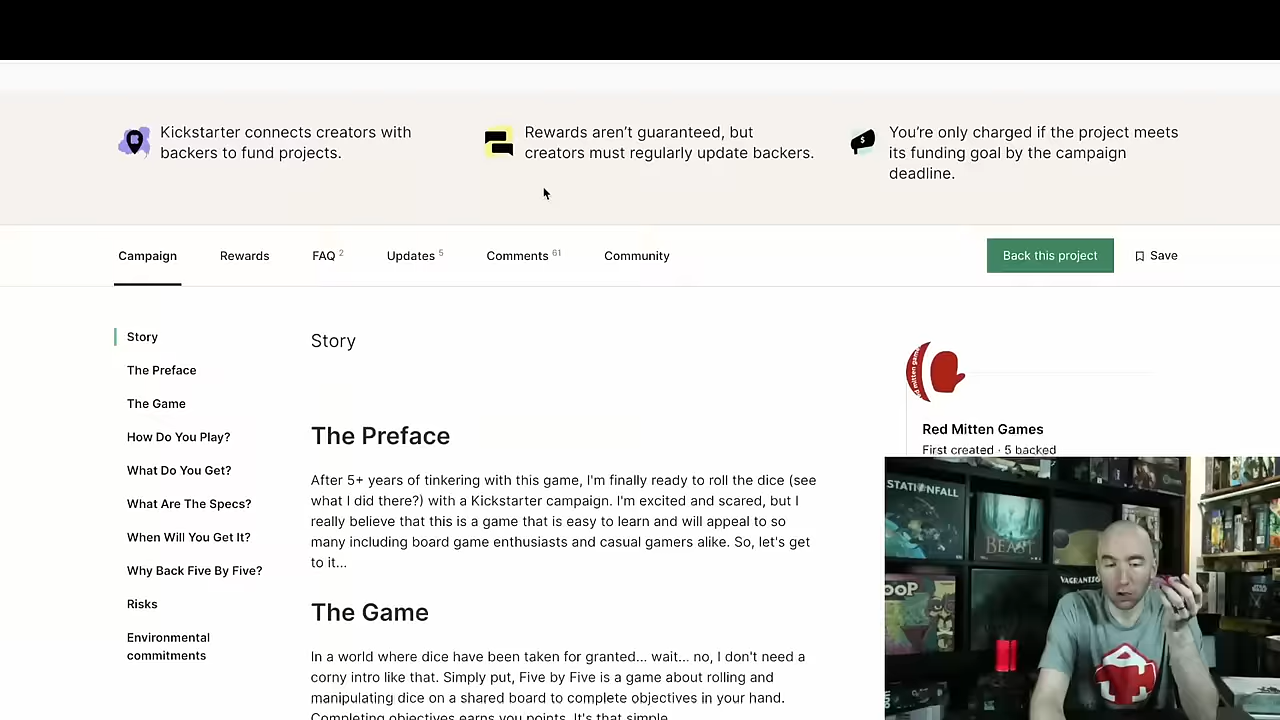 Kickstarter connects creators with
backers to fund projects.
Rewards aren't guaranteed, but
creators must regularly update backers.
You're only charged if the project meets
its funding goal by the campaign
deadline.
Campaign
Rewards
FAQ 2
Updates 5
Comments 61
Community
Back this project
Save
Story
The Preface
The Game
How Do You Play?
What Do You Get?
What Are The Specs?
When Will You Get It?
Why Back Five By Five?
Risks
Environmental
commitments
Story
The Preface
After 5+ years of tinkering with this game, I'm finally ready to roll the dice (see
what I did there?) with a Kickstarter campaign. I'm excited and scared, but I
really believe that this is a game that is easy to learn and will appeal to so
many including board game enthusiasts and casual gamers alike. So, let's get
to it...
The Game
In a world where dice have been taken for granted... wait... no, I don't need a
corny intro like that. Simply put, Five by Five is a game about rolling and
manipulating dice on a shared board to complete objectives in your hand.
Completing objectives earns you points. It's that simple.
Red Mitten Games
First created · 5 backed
STATIONFALL
BEAST